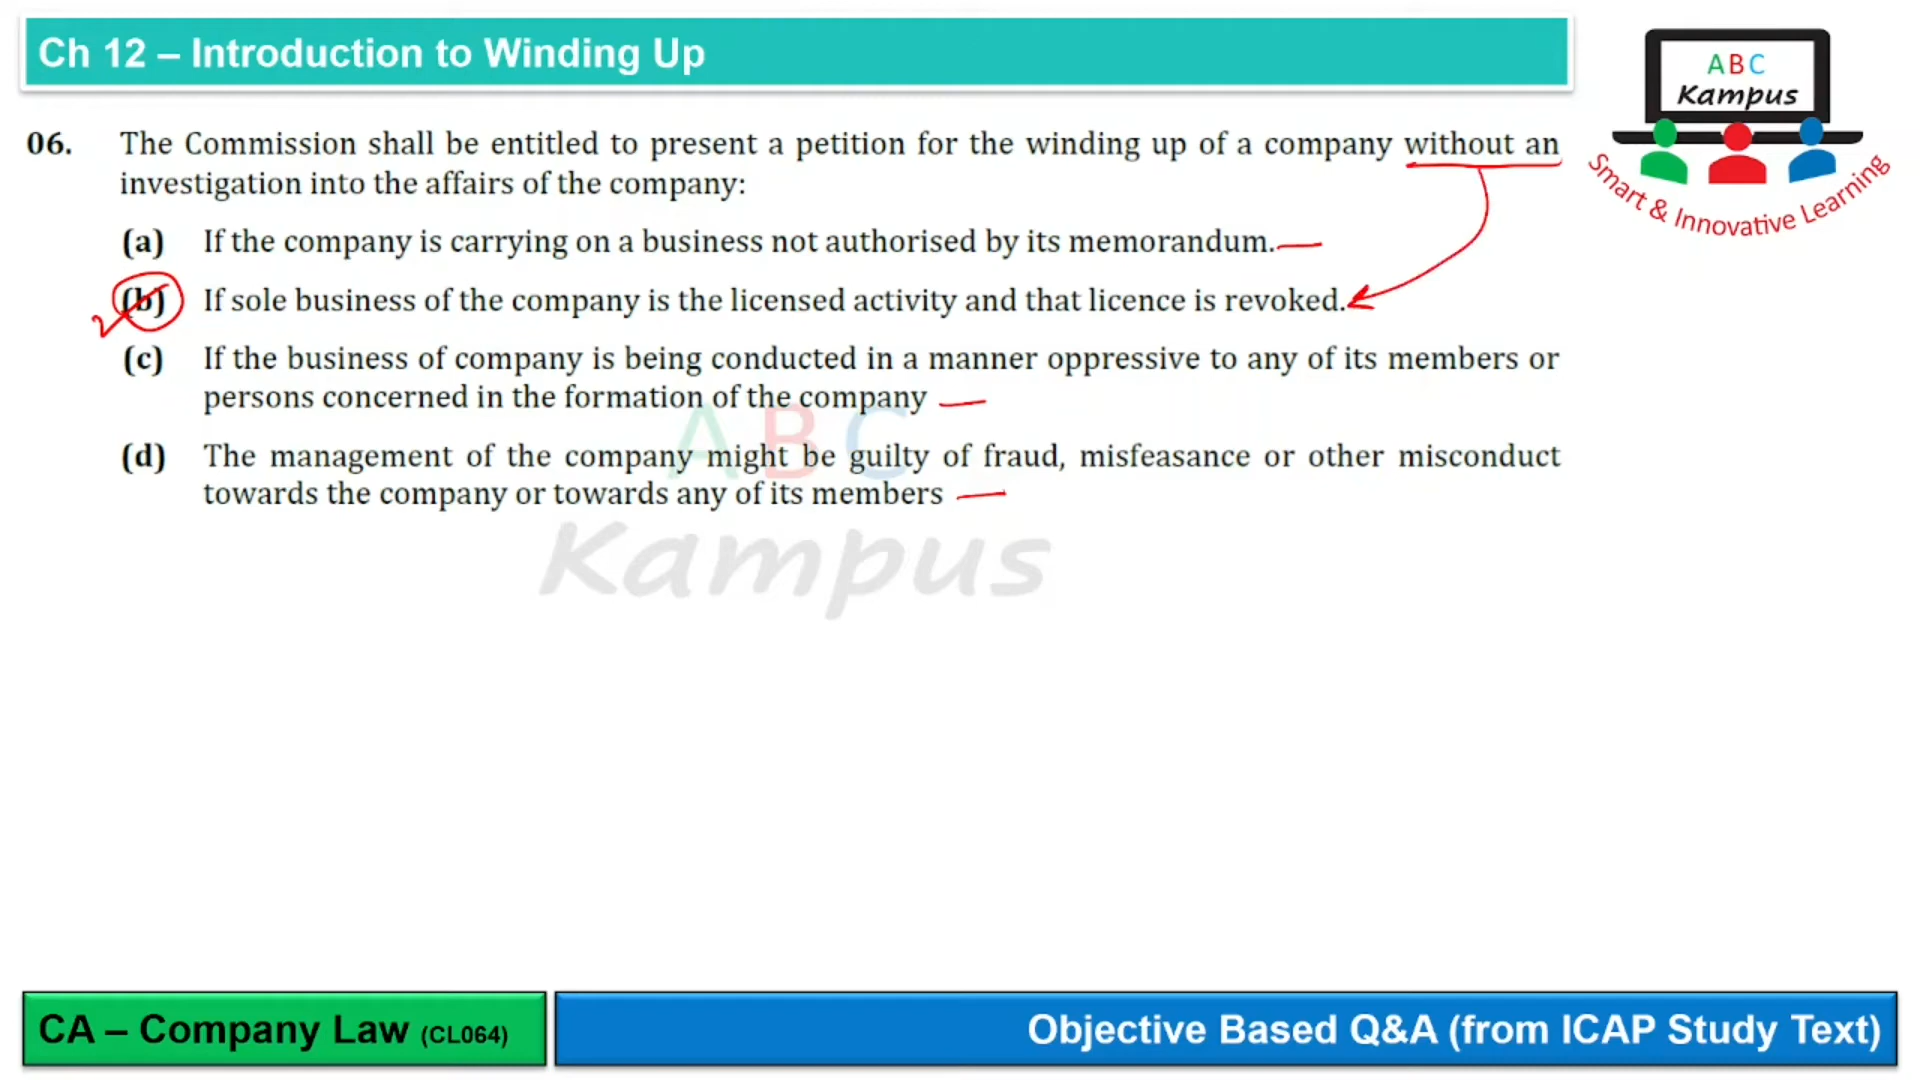 Ch 12 – Introduction to Winding Up
ABC
Kampus
Smart & Innovative Learning
06. The Commission shall be entitled to present a petition for the winding up of a company without an
investigation into the affairs of the company:
(a) If the company is carrying on a business not authorised by its memorandum.
(b) If sole business of the company is the licensed activity and that licence is revoked.
(c) If the business of company is being conducted in a manner oppressive to any of its members or
persons concerned in the formation of the company
(d) The management of the company might be guilty of fraud, misfeasance or other misconduct
towards the company or towards any of its members
ABC
Kampus
CA – Company Law (CL064)
Objective Based Q&A (from ICAP Study Text)